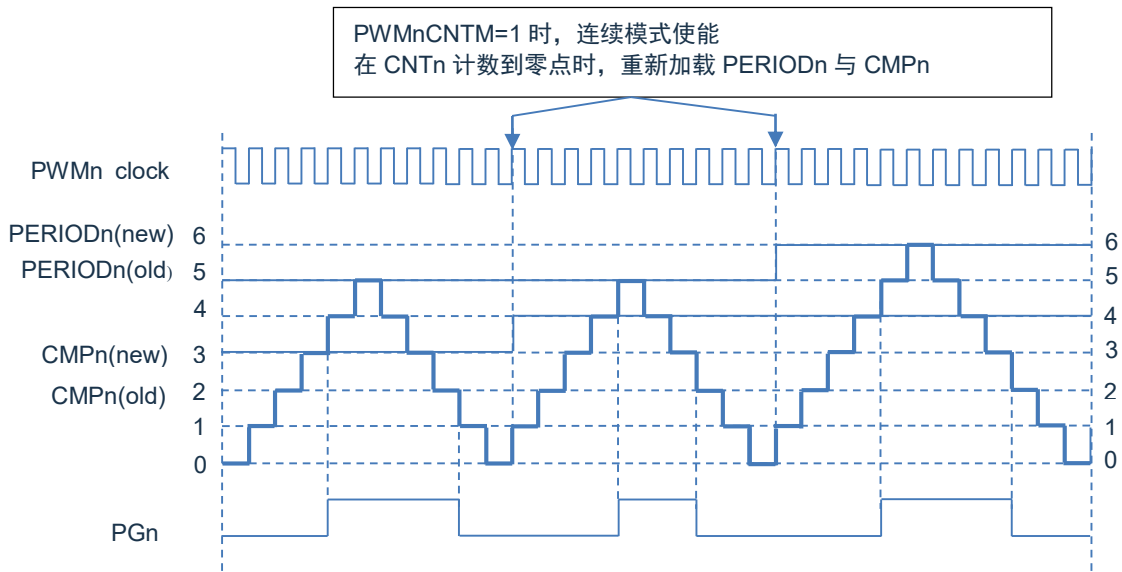 PWMnCNTM=1 时，连续模式使能
在 CNTn 计数到零点时，重新加载 PERIODn 与 CMPn
PWMn clock
PERIODn(new) 6
6
PERIODn(old) 5
5
4
4
CMPn(new) 3
3
CMPn(old) 2
2
1
1
0
0
PGn